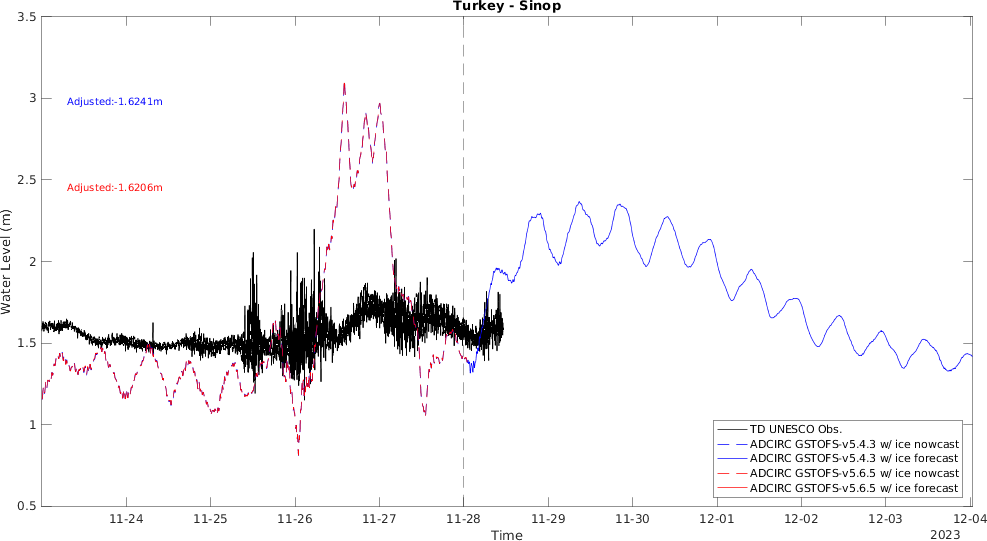 Turkey - Sinop
3.5
3
2.5
2
1.5
1
0.5
Water Level (m)
Adjusted:-1.6241m
Adjusted:-1.6206m
TD UNESCO Obs.
ADCIRC GSTOFS-v5.4.3 w/ ice nowcast
ADCIRC GSTOFS-v5.4.3 w/ ice forecast
ADCIRC GSTOFS-v5.6.5 w/ ice nowcast
ADCIRC GSTOFS-v5.6.5 w/ ice forecast
11-24 11-25 11-26 11-27 11-28 11-29 11-30 12-01 12-02 12-03 12-04
Time
2023